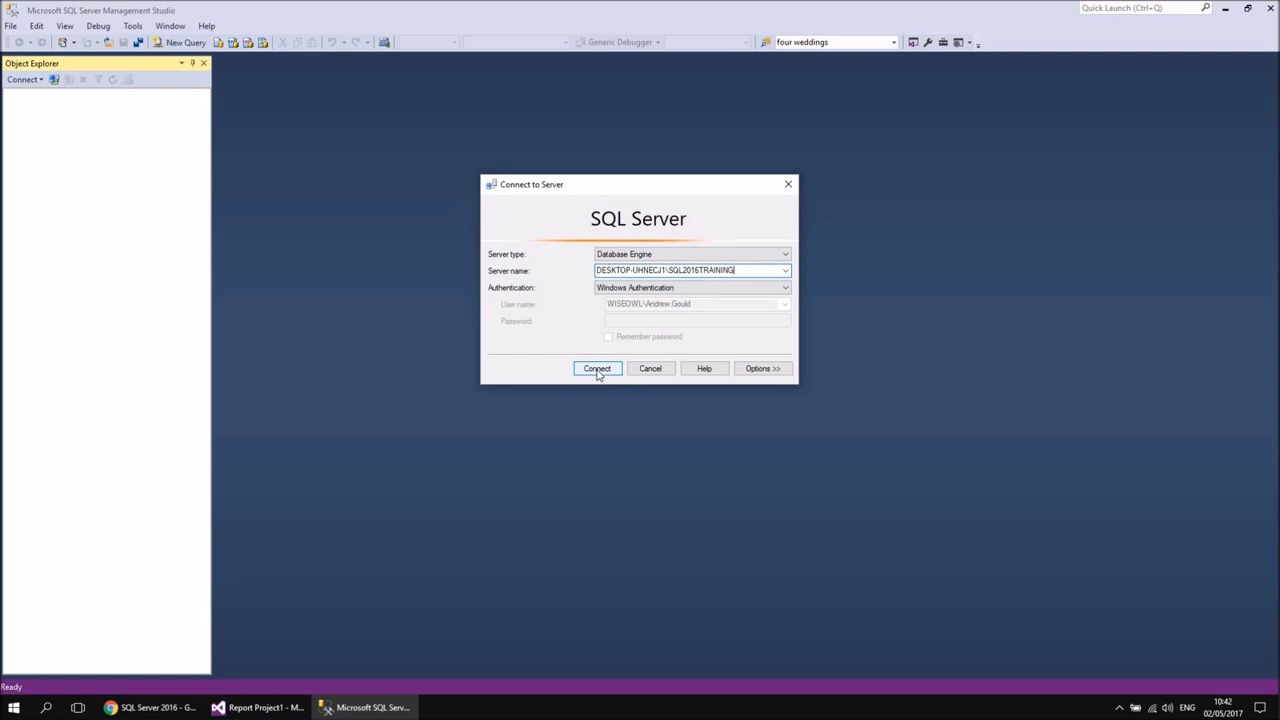 Microsoft SQL Server Management Studio
Quick Launch (Ctrl+Q)
File Edit View Debug Tools Window Help
New Query
Generic Debugger
four weddings
Object Explorer
Connect
Connect to Server
SQL Server
Server type: Database Engine
Server name: DESKTOP-UHNECJ1\SQL2016TRAINING
Authentication: Windows Authentication
User name: WISEOWL\Andrew.Gould
Password:
Remember password
Connect Cancel Help Options >>
Ready
SQL Server 2016 - G...
Report Project1 - M...
Microsoft SQL Serv...
ENG
10:42
02/05/2017